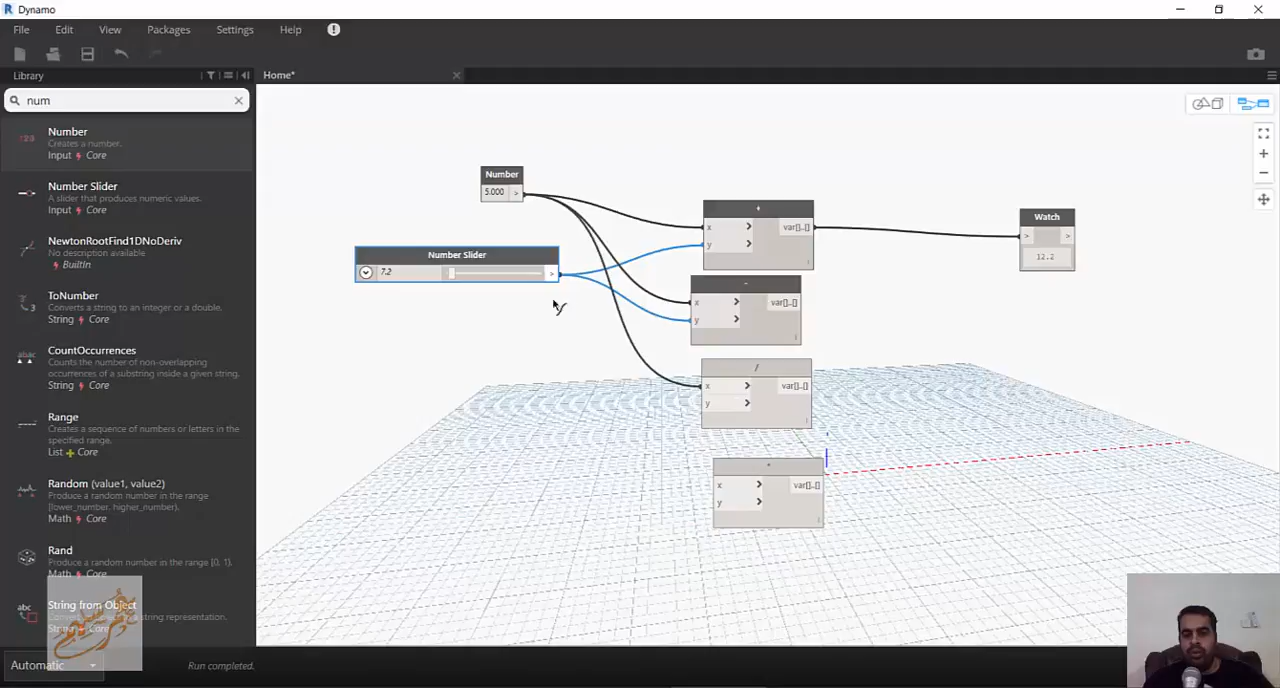 Dynamo
File Edit View Packages Settings Help
Library
Home*
num
Number
Creates a number.
Input Core
Number Slider
A slider that produces numeric values.
Input Core
NewtonRootFind1DNoDeriv
No description available
BuiltIn
ToNumber
Converts a string to an integer or a double.
String Core
CountOccurrences
Counts the number of non-overlapping
occurrences of a substring inside a given string.
String Core
Range
Creates a sequence of numbers or letters in the
specified range.
List Core
Random (value1, value2)
Produce a random number in the range
[lower_number, higher_number).
Math Core
Rand
Produce a random number in the range [0, 1).
Math Core
String from Object
String Core
Automatic
Run completed.
Number
5.000 >
Number Slider
7.2 >
+
x > var[]..[]
y >
-
x > var[]..[]
y >
/
x > var[]..[]
y >
*
x > var[]..[]
y >
Watch
> >
12.2